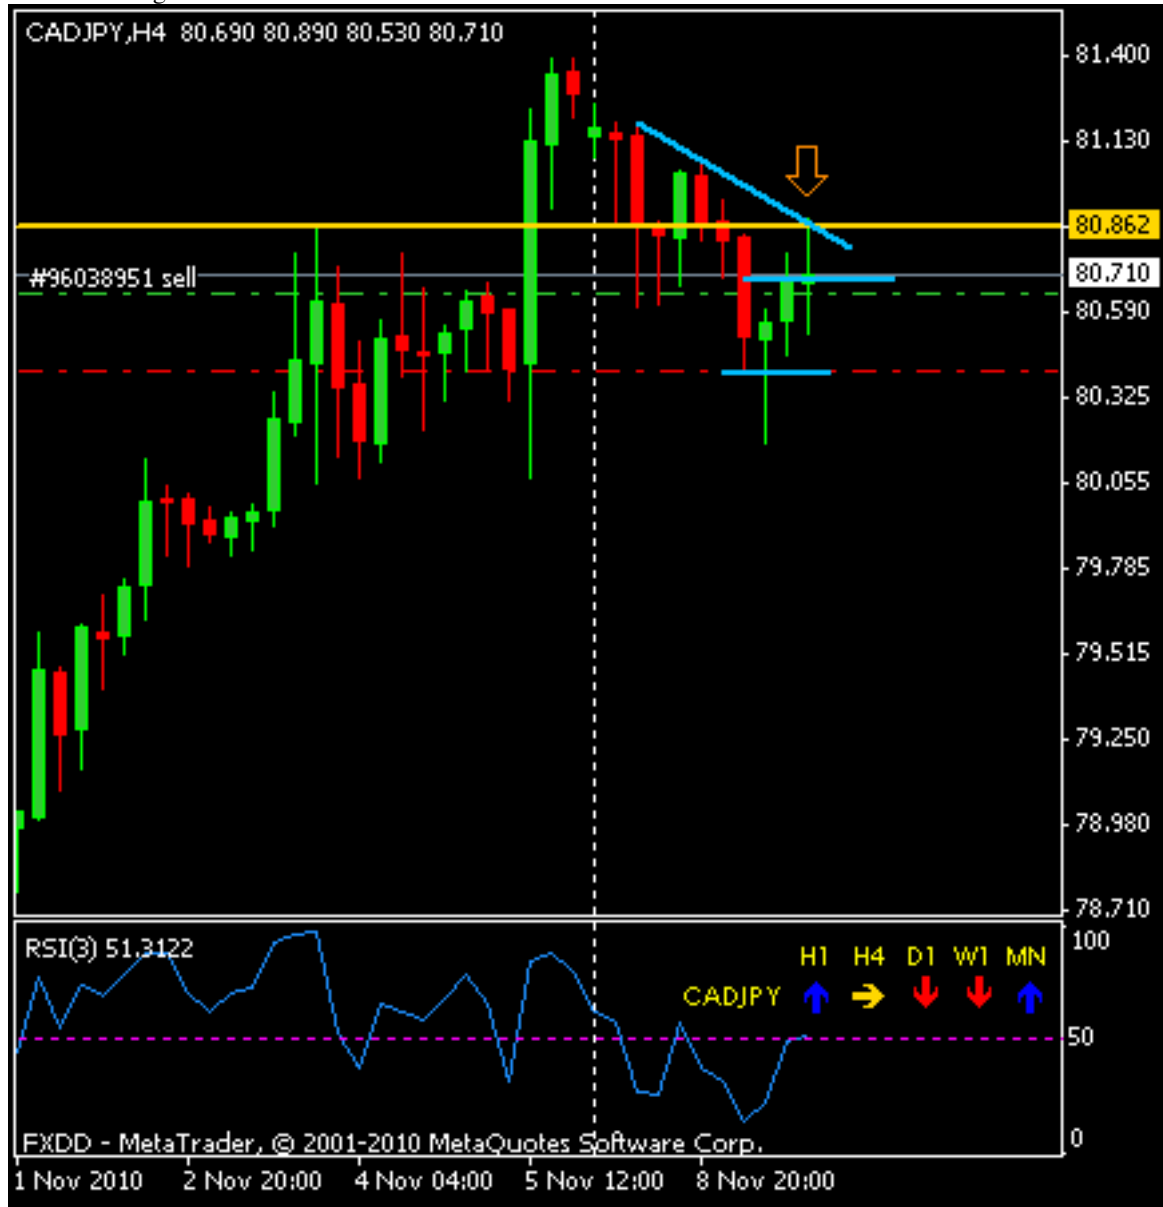 CADJPY,H4 80.690 80.890 80.530 80.710
81.400
81.130
80.862
80.710
#96038951 sell
80.590
80.325
80.055
79.785
79.515
79.250
78.980
78.710
RSI(3) 51.3122
100
H1 H4 D1 W1 MN
CADJPY
50
FXDD - MetaTrader, © 2001-2010 MetaQuotes Software Corp.
0
1 Nov 2010 2 Nov 20:00 4 Nov 04:00 5 Nov 12:00 8 Nov 20:00